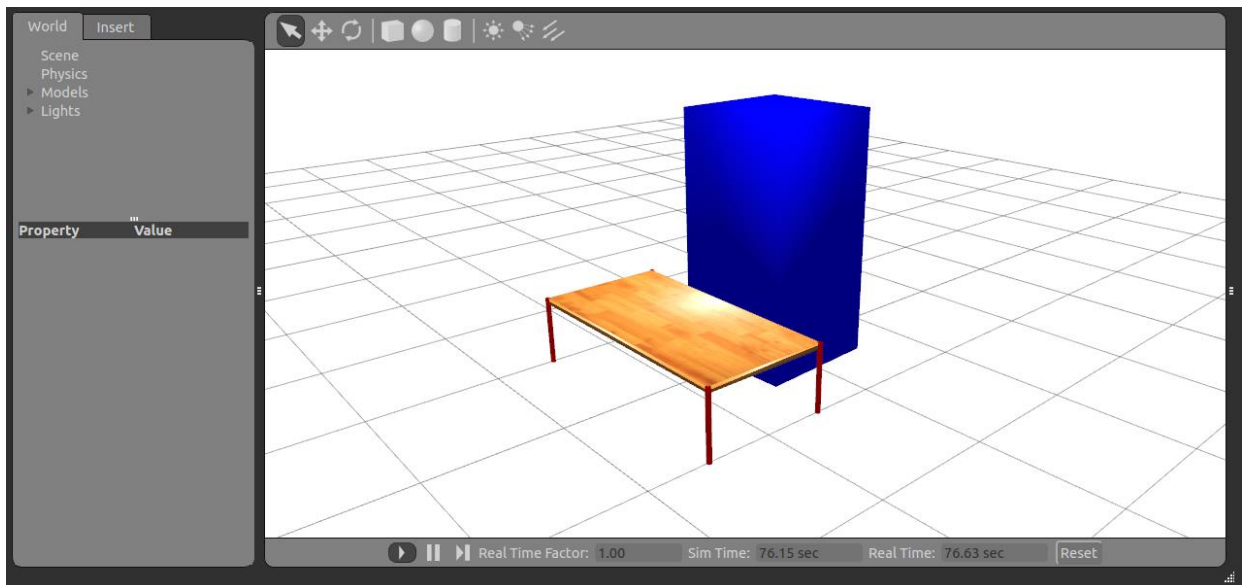 World Insert
Scene
Physics
Models
Lights
Property Value
Real Time Factor: 1.00 Sim Time: 76.15 sec Real Time: 76.63 sec Reset